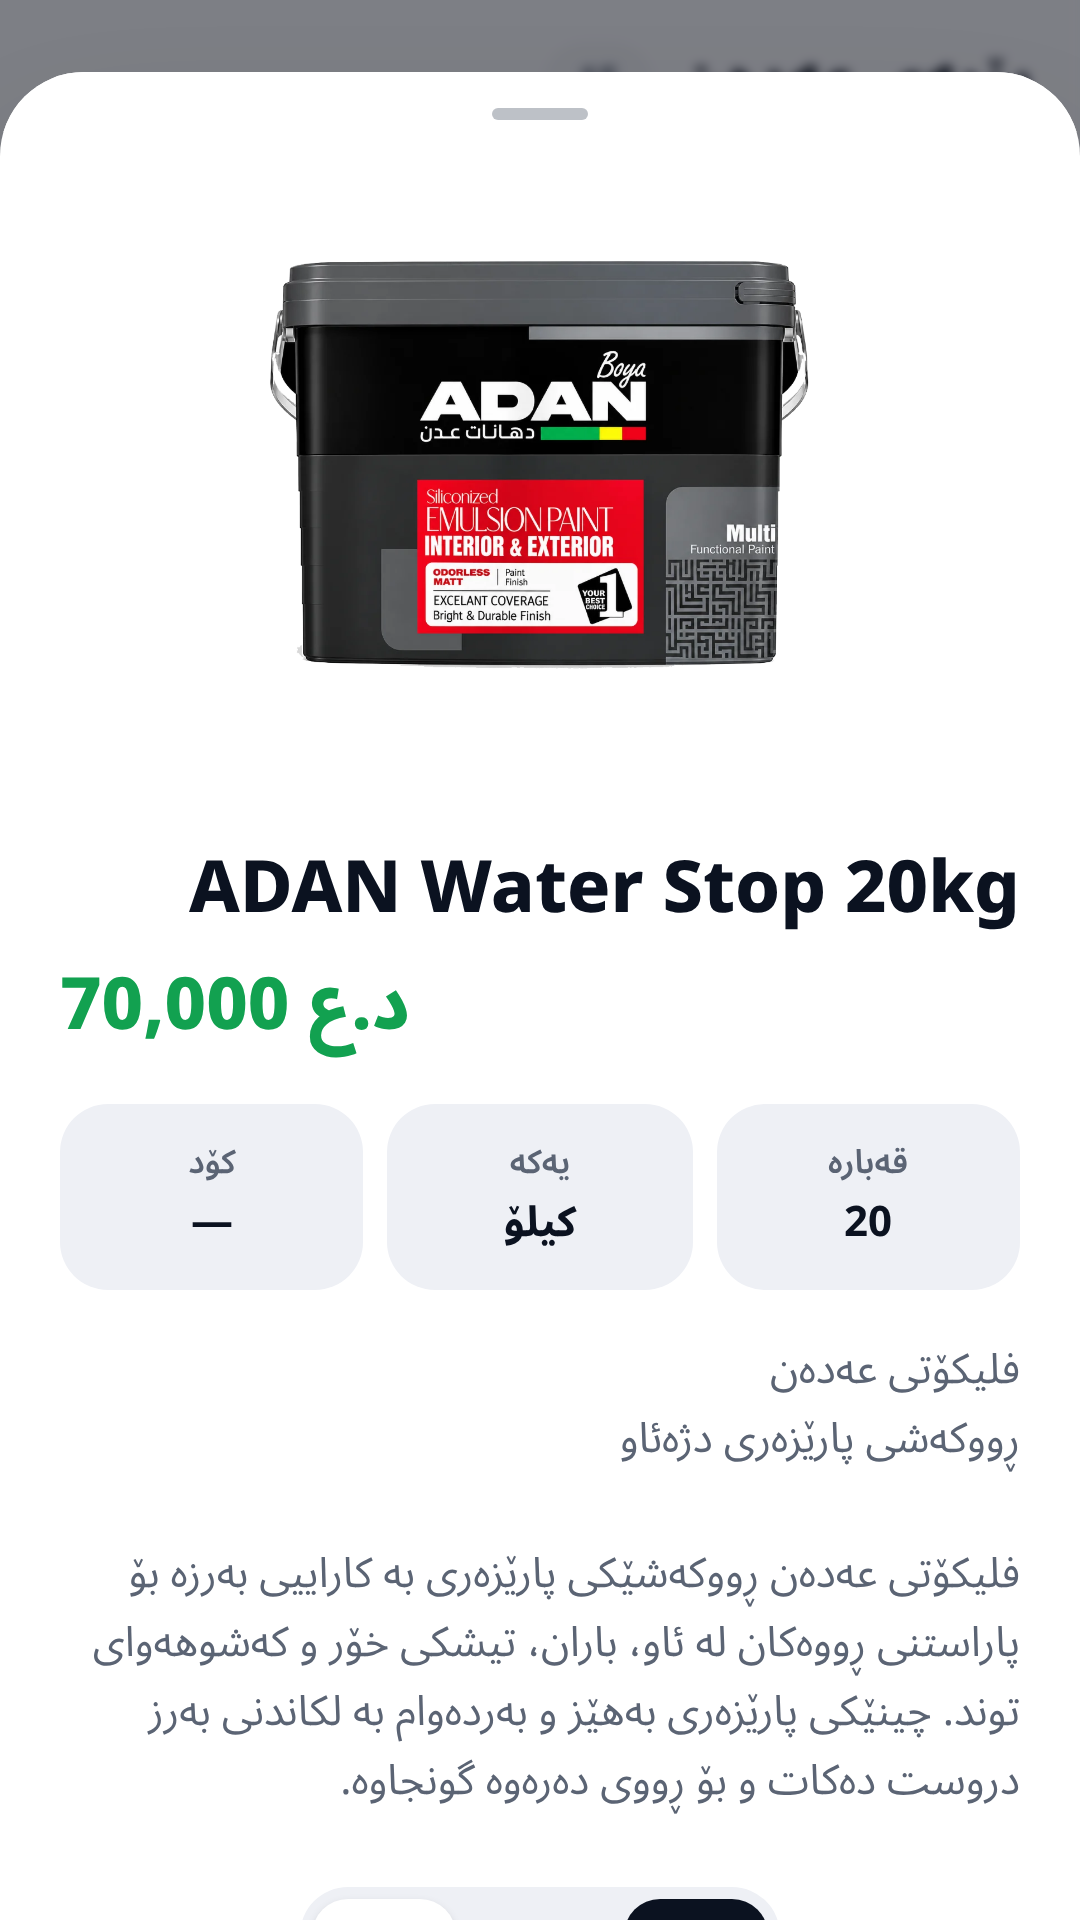 Boya
ADAN
دهانات عدن
Siliconized
EMULSION PAINT
INTERIOR & EXTERIOR
ODORLESS MATT
Paint Finish
EXCELANT COVERAGE
Bright & Durable Finish
YOUR BEST CHOICE 1
Multi
Functional Paint
ADAN Water Stop 20kg
70,000 د.ع
قەبارە
20
یەکە
کیلۆ
کۆد
—
فلیکۆتی عەدەن
ڕووکەشی پارێزەری دژەئاو
فلیکۆتی عەدەن ڕووکەشێکی پارێزەری بە کاراییی بەرزە بۆ
پاراستنی ڕووەکان لە ئاو، باران، تیشکی خۆر و کەشوهەوای
توند. چینێکی پارێزەری بەهێز و بەردەوام بە لکاندنی بەرز
دروست دەکات و بۆ ڕووی دەرەوە گونجاوە.